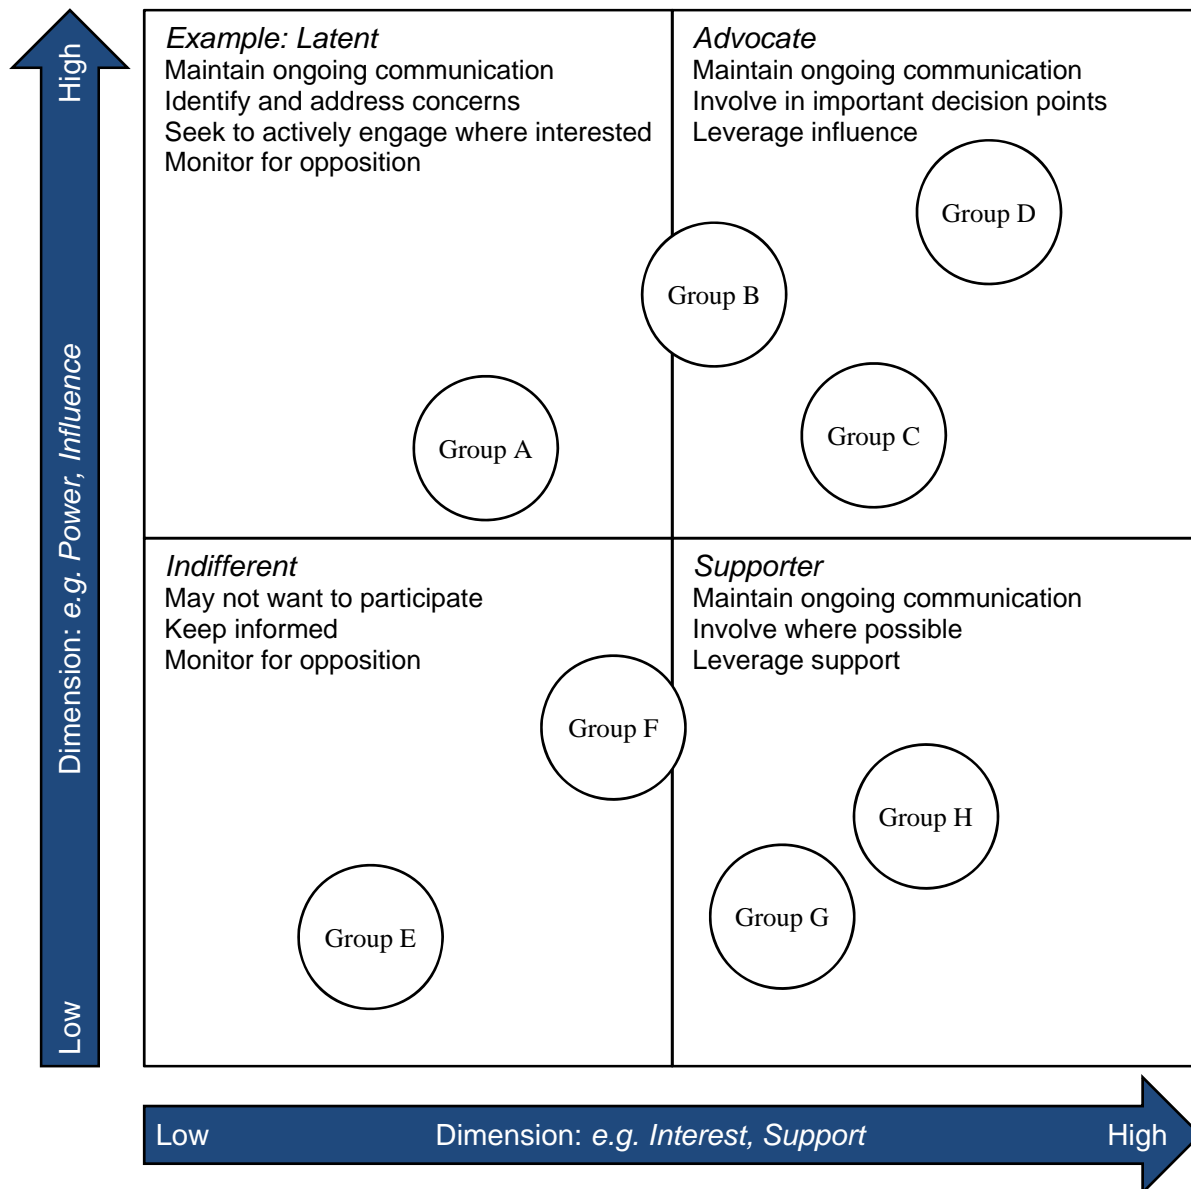 High
Dimension: e.g. Power, Influence
Low
Example: Latent
Maintain ongoing communication
Identify and address concerns
Seek to actively engage where interested
Monitor for opposition
Advocate
Maintain ongoing communication
Involve in important decision points
Leverage influence
Group D
Group B
Group C
Group A
Indifferent
May not want to participate
Keep informed
Monitor for opposition
Supporter
Maintain ongoing communication
Involve where possible
Leverage support
Group F
Group H
Group G
Group E
Low
Dimension: e.g. Interest, Support
High